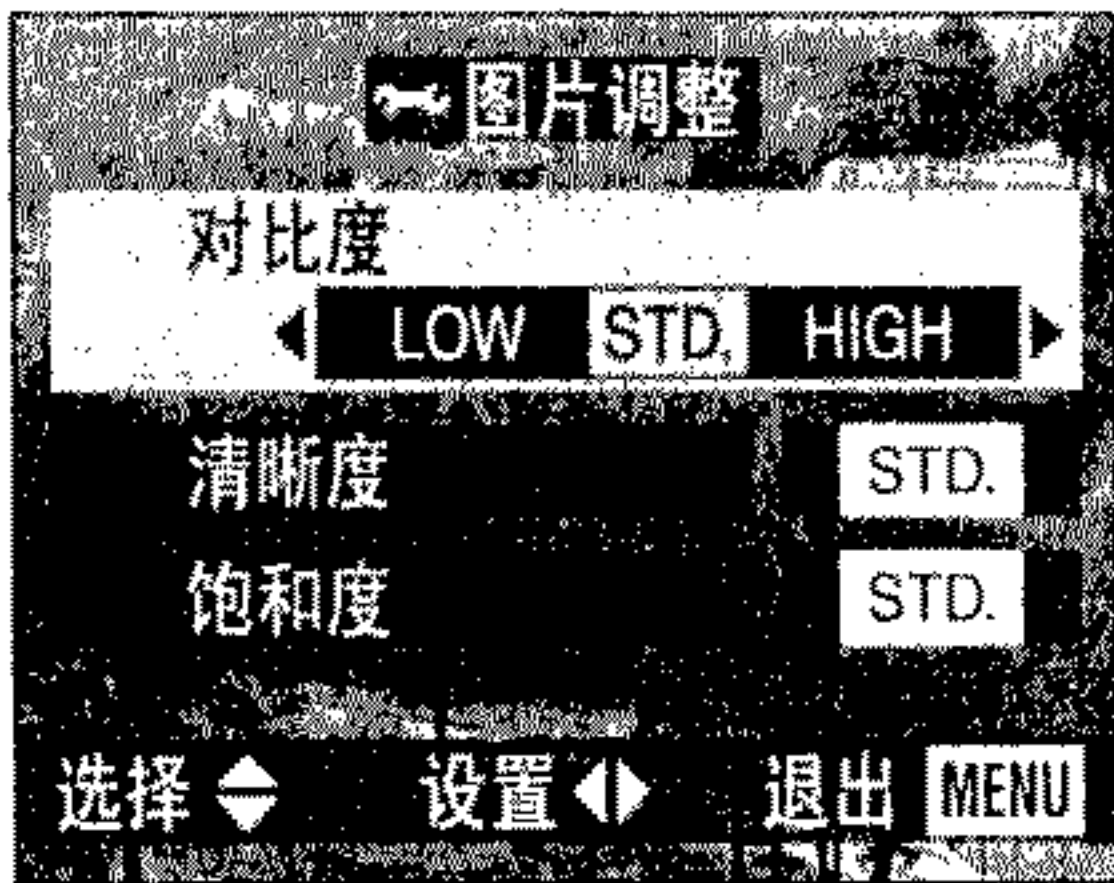 图片调整
对比度
LOW STD. HIGH
清晰度 STD.
饱和度 STD.
选择 设置 退出 MENU